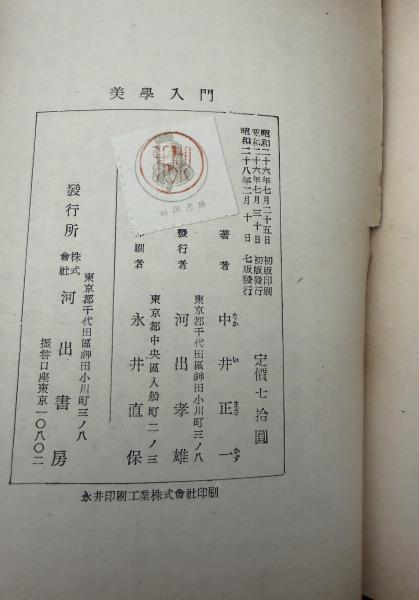 美學入門
昭和二十六年七月二十五日 初版印刷
昭和二十六年七月三十日 初版發行
昭和二十八年二月十日 七版發行
定價七拾圓
著者 中井正一
なか い まさ かず
東京都千代田區神田小川町三ノ八
發行者 河出孝雄
東京都中央區入船町二ノ三
刷者 永井直保
東京都千代田區神田小川町三ノ八
發行所 株式會社 河出書房
振替口座東京一〇八〇二
永井印刷工業株式會社印刷